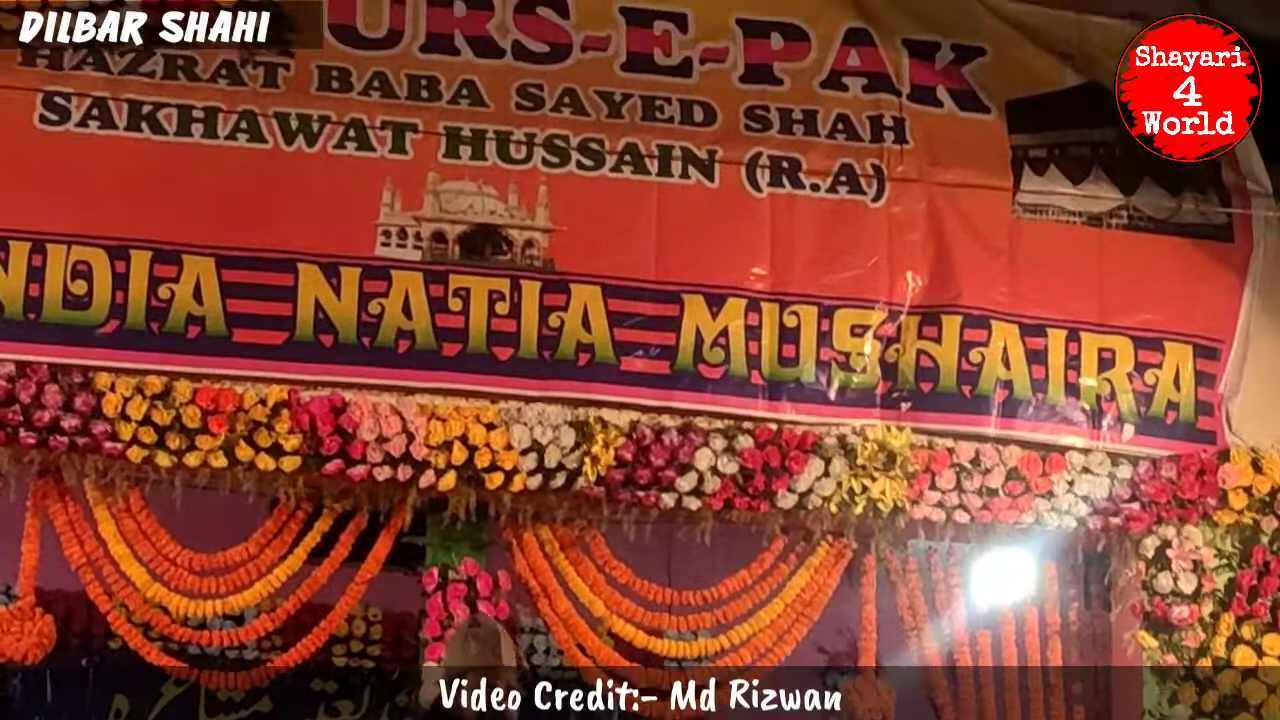 DILBAR SHAHI
URS-E-PAK
HAZRAT BABA SAYED SHAH
SAKHAWAT HUSSAIN (R.A)
NDIA NATIA MUSHAIRA
Shayari
4
World
Video Credit:- Md Rizwan